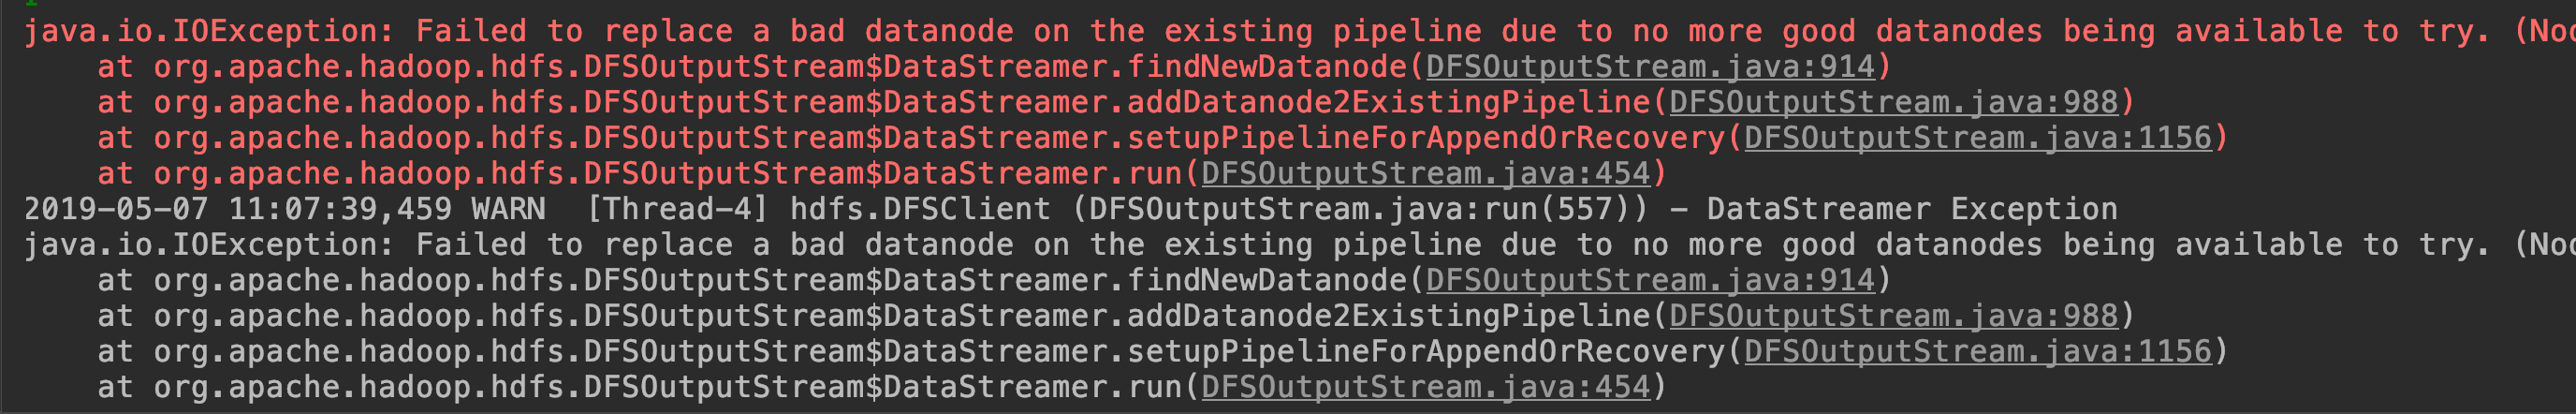 java.io.IOException: Failed to replace a bad datanode on the existing pipeline due to no more good datanodes being available to try. (Noc
at org.apache.hadoop.hdfs.DFSOutputStream$DataStreamer.findNewDatanode(DFSOutputStream.java:914)
at org.apache.hadoop.hdfs.DFSOutputStream$DataStreamer.addDatanode2ExistingPipeline(DFSOutputStream.java:988)
at org.apache.hadoop.hdfs.DFSOutputStream$DataStreamer.setupPipelineForAppendOrRecovery(DFSOutputStream.java:1156)
at org.apache.hadoop.hdfs.DFSOutputStream$DataStreamer.run(DFSOutputStream.java:454)
2019-05-07 11:07:39,459 WARN  [Thread-4] hdfs.DFSClient (DFSOutputStream.java:run(557)) - DataStreamer Exception
java.io.IOException: Failed to replace a bad datanode on the existing pipeline due to no more good datanodes being available to try. (Noc
at org.apache.hadoop.hdfs.DFSOutputStream$DataStreamer.findNewDatanode(DFSOutputStream.java:914)
at org.apache.hadoop.hdfs.DFSOutputStream$DataStreamer.addDatanode2ExistingPipeline(DFSOutputStream.java:988)
at org.apache.hadoop.hdfs.DFSOutputStream$DataStreamer.setupPipelineForAppendOrRecovery(DFSOutputStream.java:1156)
at org.apache.hadoop.hdfs.DFSOutputStream$DataStreamer.run(DFSOutputStream.java:454)